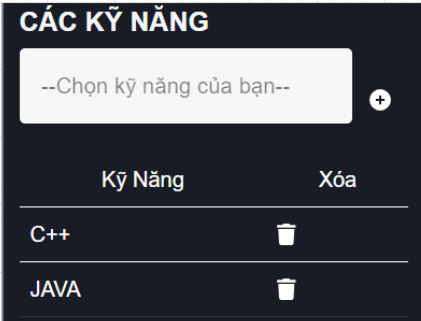 CÁC KỸ NĂNG
--Chọn kỹ năng của bạn--
Kỹ Năng Xóa
C++
JAVA